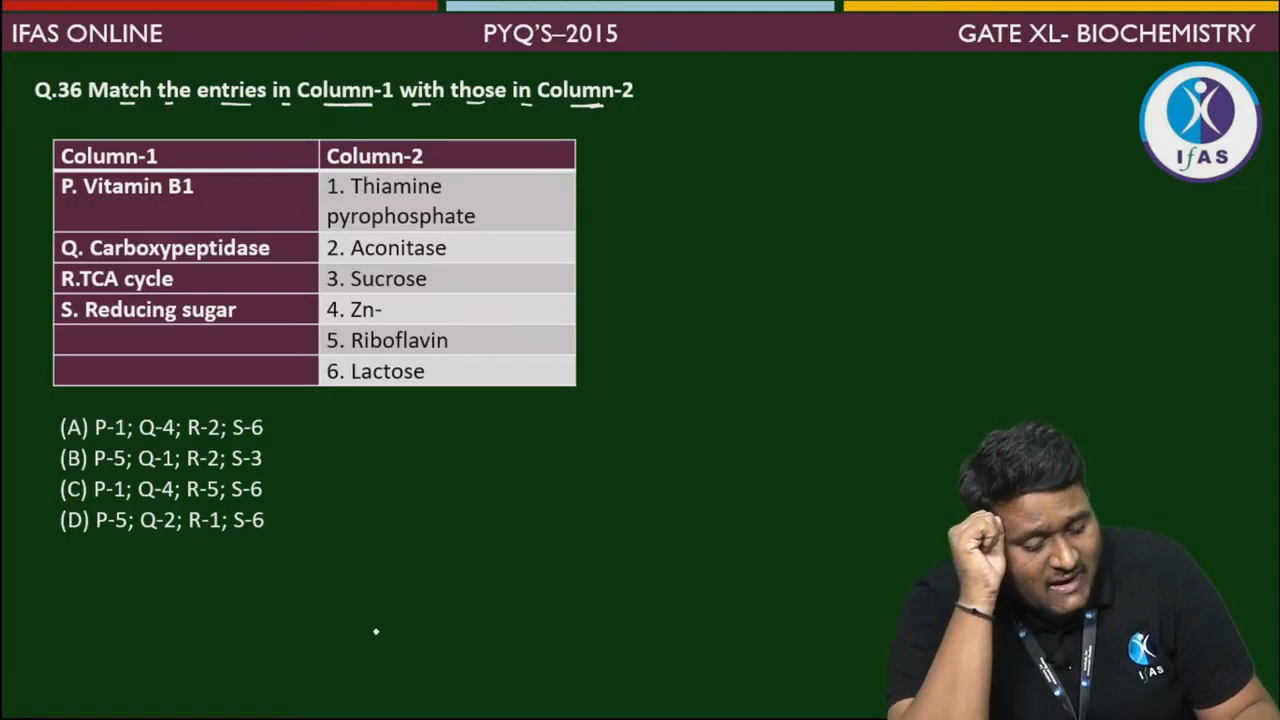 IFAS ONLINE
PYQ'S–2015
GATE XL- BIOCHEMISTRY
Q.36 Match the entries in Column-1 with those in Column-2
IfAS
Column-1
Column-2
P. Vitamin B1
1. Thiamine
pyrophosphate
Q. Carboxypeptidase
2. Aconitase
R.TCA cycle
3. Sucrose
S. Reducing sugar
4. Zn-
5. Riboflavin
6. Lactose
(A) P-1; Q-4; R-2; S-6
(B) P-5; Q-1; R-2; S-3
(C) P-1; Q-4; R-5; S-6
(D) P-5; Q-2; R-1; S-6
IfAS